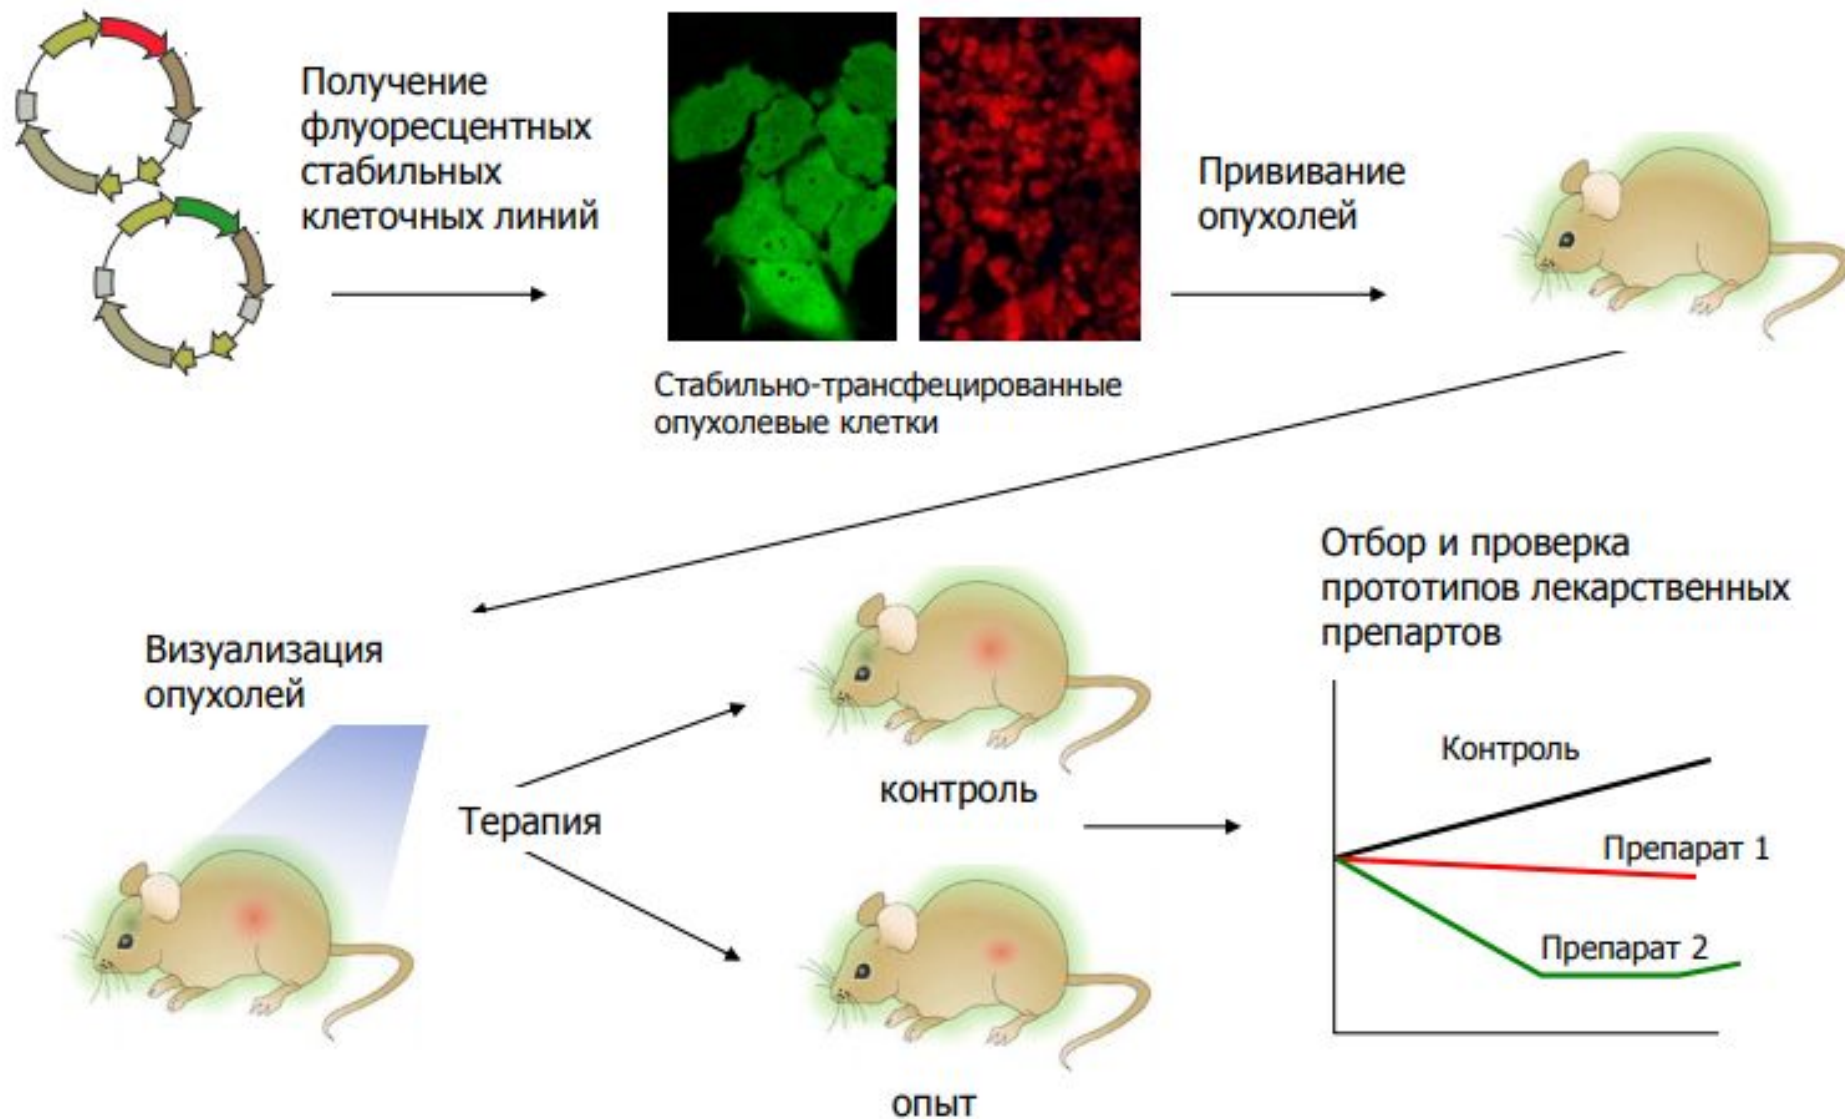 Получение
флуоресцентных
стабильных
клеточных линий
Прививание
опухолей
Стабильно-трансфецированные
опухолевые клетки
Визуализация
опухолей
Терапия
контроль
опыт
Отбор и проверка
прототипов лекарственных
препартов
Контроль
Препарат 1
Препарат 2